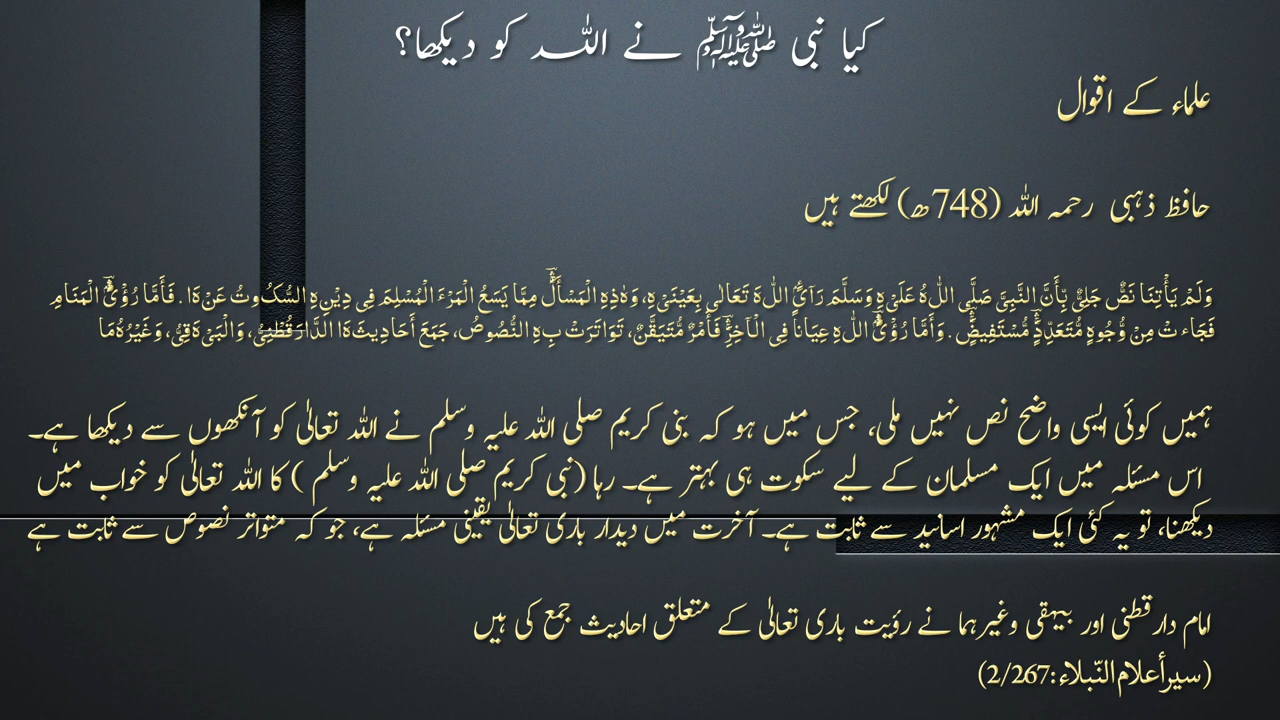 کیا نبی ﷺ نے اللہ کو دیکھا؟
علماء کے اقوال
حافظ ذہبی رحمہ اللہ (748ھ) لکھتے ہیں
وَلَمْ يَأْتِنَا نَصٌّ جَلِيٌّ بِأَنَّ النَّبِيَّ صَلَّى اللّٰهُ عَلَيْهِ وَسَلَّمَ رَآىَ اللّٰهَ تَعَالٰى بِعَيْنَيْهِ، وَهٰذِهِ الْمَسْأَلَةُ مِمَّا يَسَعُ الْمَرْءَ الْمُسْلِمَ فِي دِيْنِهِ السُّكُوتُ عَنْهَا . فَأَمَّا رُؤْيَةُ الْمَنَامِ
فَجَاءَتْ مِنْ وُّجُوهٍ مُّتَعَدِّدَةٍ مُّسْتَفِيضَةٍ . وَأَمَّا رُؤْيَةُ اللّٰهِ عِيَاناً فِي الْآخِرَةِ فَأَمْرٌ مُّتَيَقَّنٌ، تَوَاتَرَتْ بِهِ النُّصُوصُ، جَمَعَ أَحَادِيثَهَا الدَّارَقُطْنِيُّ، وَالْبَيْهَقِيُّ، وَغَيْرُهُمَا
ہمیں کوئی ایسی واضح نص نہیں ملی، جس میں ہو کہ بنی کریم صلی اللہ علیہ وسلم نے اللہ تعالیٰ کو آنکھوں سے دیکھا ہے۔
اس مسئلہ میں ایک مسلمان کے لیے سکوت ہی بہتر ہے۔ رہا (نبی کریم صلی اللہ علیہ وسلم ) کا اللہ تعالیٰ کو خواب میں
دیکھنا، تو یہ کئی ایک مشہور اسانید سے ثابت ہے۔ آخرت میں دیدار باری تعالیٰ یقینی مسئلہ ہے، جو کہ متواتر نصوص سے ثابت ہے
امام دارقطنی اور بیہقی وغیرہما نے رؤیت باری تعالیٰ کے متعلق احادیث جمع کی ہیں
(سیرأعلام النّبلاء:2/267)